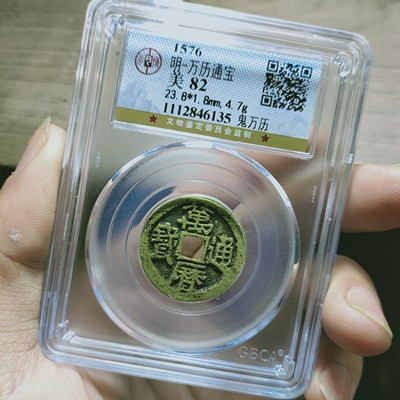 1576
明-万历通宝
美 82
23.8*1.8mm, 4.7g
1112846135 鬼万历
文物鉴定委员会监制
萬曆通寶
GBCA®